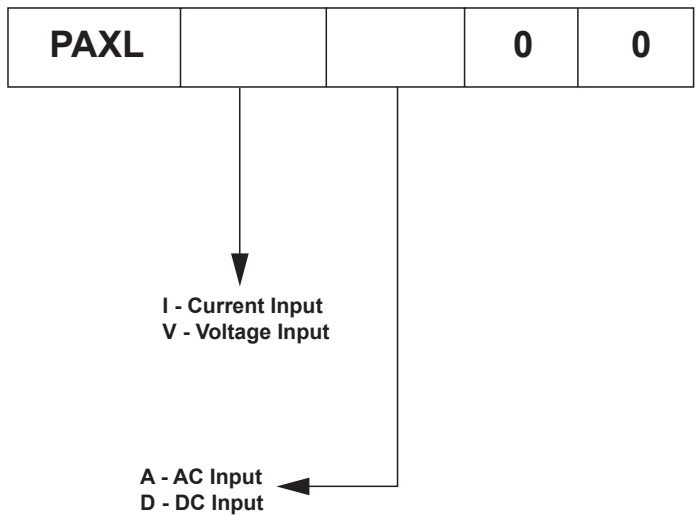 PAXL 0 0
I - Current Input
V - Voltage Input
A - AC Input
D - DC Input